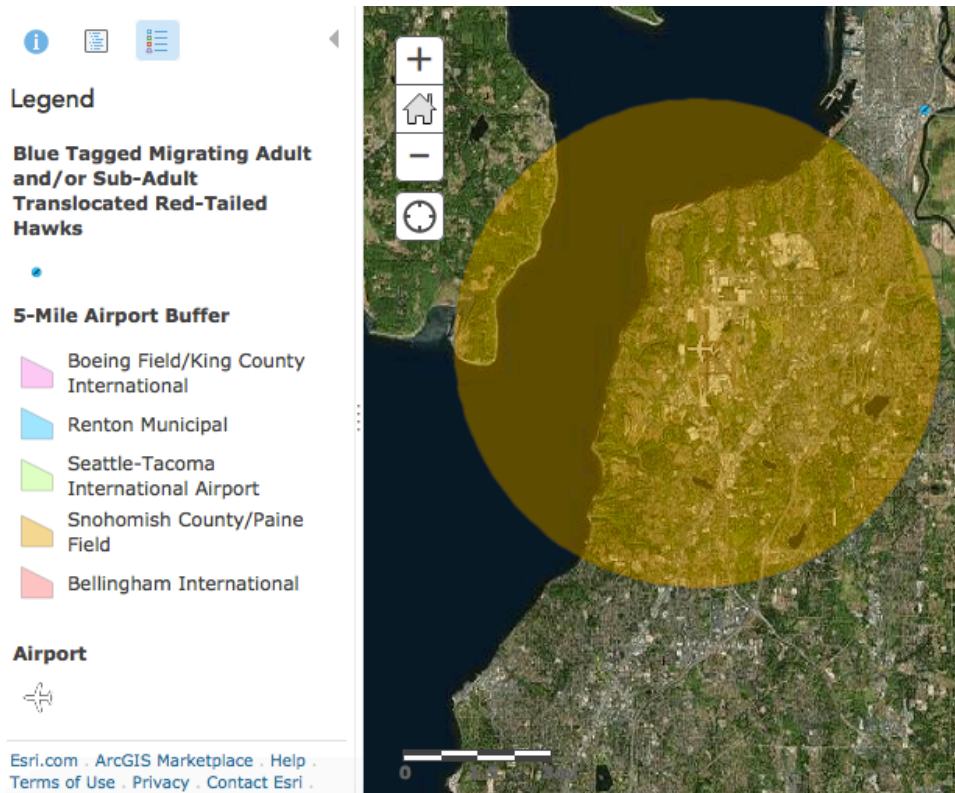 Legend
Blue Tagged Migrating Adult
and/or Sub-Adult
Translocated Red-Tailed
Hawks
5-Mile Airport Buffer
Boeing Field/King County
International
Renton Municipal
Seattle-Tacoma
International Airport
Snohomish County/Paine
Field
Bellingham International
Airport
Esri.com . ArcGIS Marketplace . Help .
Terms of Use . Privacy . Contact Esri .
+
−
0